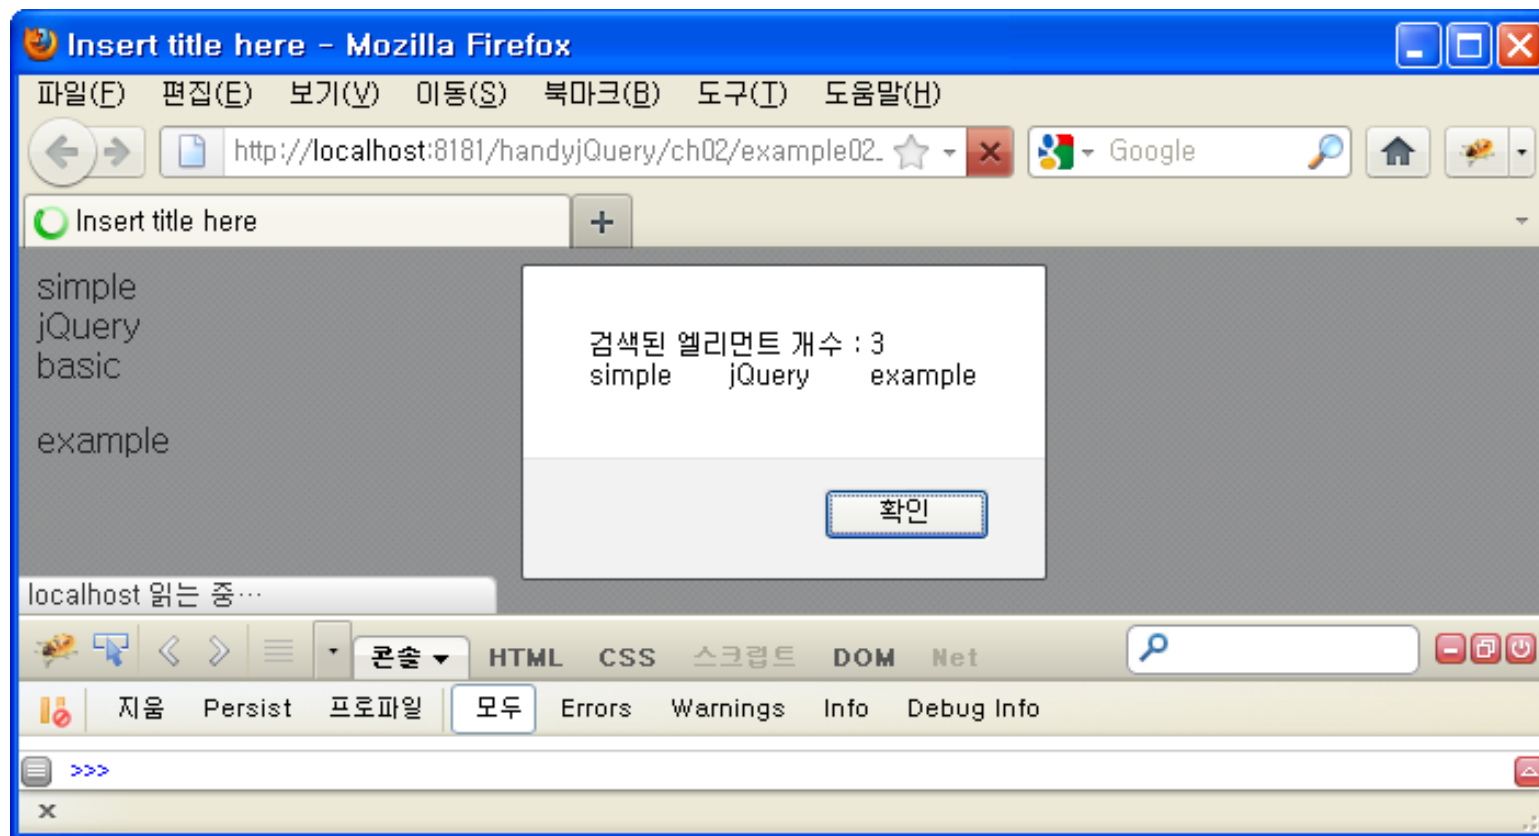 Insert title here - Mozilla Firefox
파일(F) 편집(E) 보기(V) 이동(S) 북마크(B) 도구(T) 도움말(H)
http://localhost:8181/handyjQuery/ch02/example02_ Google
Insert title here
simple
jQuery
basic
example
검색된 엘리먼트 개수 : 3
simple jQuery example
확인
localhost 읽는 중…
콘솔 HTML CSS 스크립트 DOM Net
지움 Persist 프로파일 모두 Errors Warnings Info Debug Info
>>>